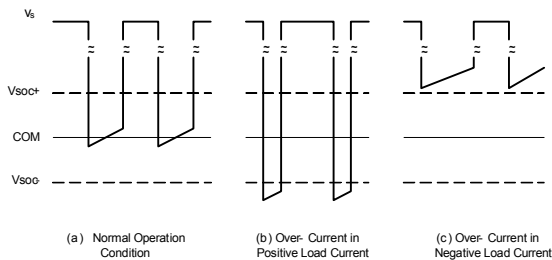 Vs
Vsoc+
COM
Vsoc-
(a) Normal Operation
Condition
(b) Over- Current in
Positive Load Current
(c) Over- Current in
Negative Load Current